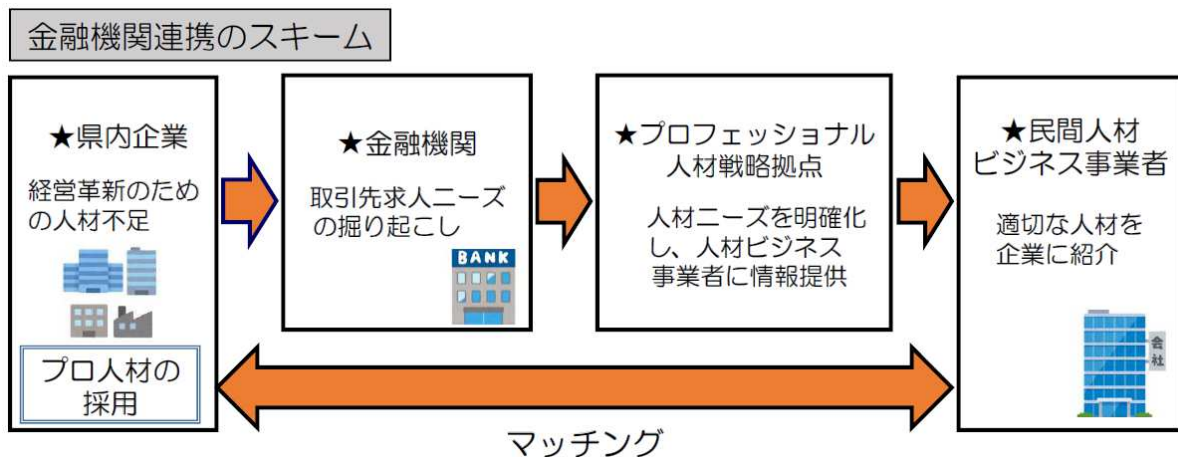 金融機関連携のスキーム
★県内企業
経営革新のため
の人材不足
プロ人材の
採用
★金融機関
取引先求人ニーズ
の掘り起こし
BANK
★プロフェッショナル
人材戦略拠点
人材ニーズを明確化
し、人材ビジネス
事業者に情報提供
★民間人材
ビジネス事業者
適切な人材を
企業に紹介
会社
マッチング